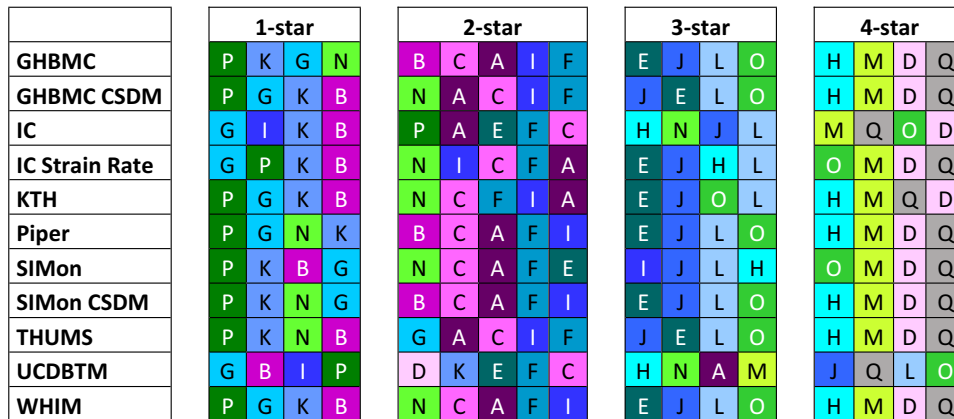 1-star 2-star 3-star 4-star
GHBMC P K G N B C A I F E J L O H M D Q
GHBMC CSDM P G K B N A C I F J E L O H M D Q
IC G I K B P A E F C H N J L M Q O D
IC Strain Rate G P K B N I C F A E J H L O M D Q
KTH P G K B N C F I A E J O L H M Q D
Piper P G N K B C A F I E J L O H M D Q
SIMon P K B G N C A F E I J L H O M D Q
SIMon CSDM P K N G B C A F I E J L O H M D Q
THUMS P K N B G A C I F J E L O H M D Q
UCDBTM G B I P D K E F C H N A M J Q L O
WHIM P G K B N C A F I E J L O H M D Q